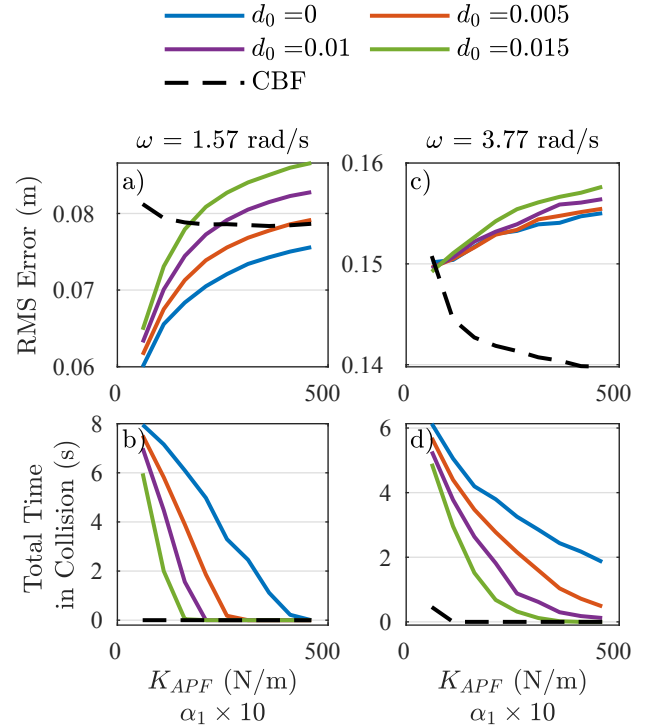 d₀ =0 d₀ =0.005
d₀ =0.01 d₀ =0.015
CBF
ω = 1.57 rad/s ω = 3.77 rad/s
a) c)
RMS Error (m)
0.08
0.07
0.06
0.16
0.15
0.14
0 500 0 500
b) d)
Total Time
in Collision (s)
8
6
4
2
0
6
4
2
0
0 500 0 500
K_APF (N/m) K_APF (N/m)
α₁ × 10 α₁ × 10